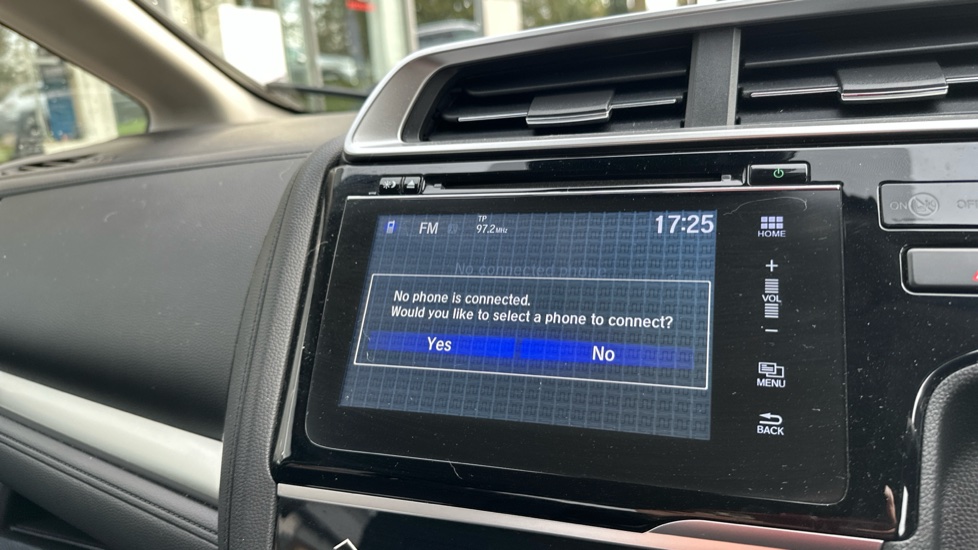 FM
TP
97.2MHz
17:25
HOME
No connected phone
No phone is connected.
Would you like to select a phone to connect?
Yes
No
+
VOL
-
MENU
BACK
ON
OFF